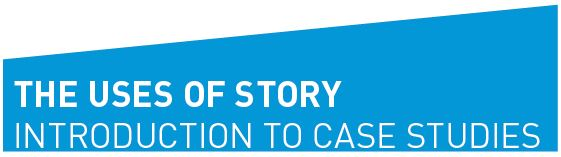 THE USES OF STORY
INTRODUCTION TO CASE STUDIES